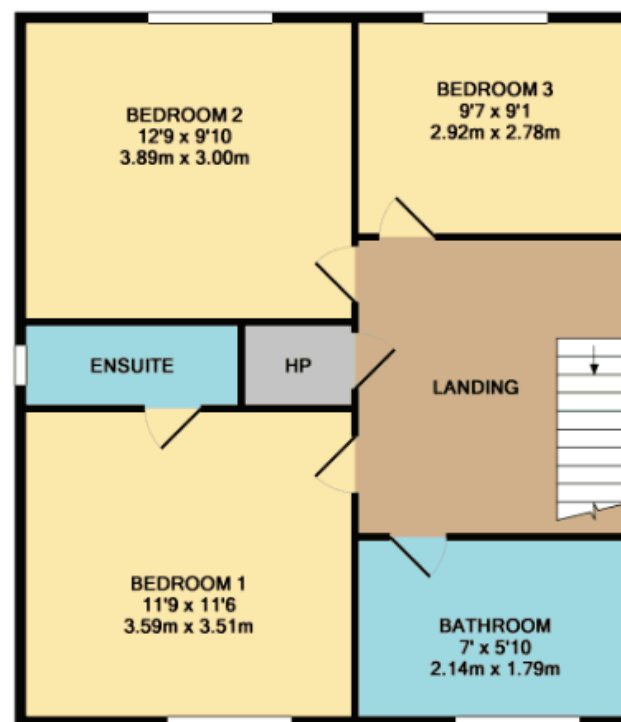 BEDROOM 2
12'9 x 9'10
3.89m x 3.00m
BEDROOM 3
9'7 x 9'1
2.92m x 2.78m
ENSUITE
HP
LANDING
BEDROOM 1
11'9 x 11'6
3.59m x 3.51m
BATHROOM
7' x 5'10
2.14m x 1.79m